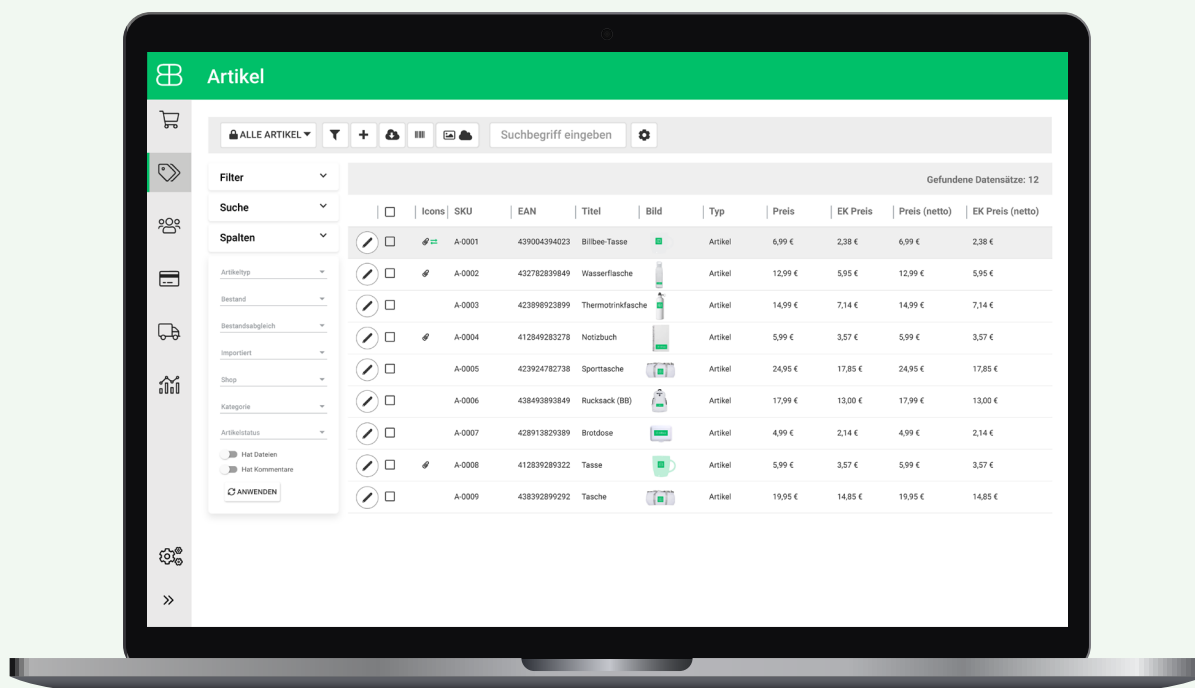 Artikel
ALLE ARTIKEL
Suchbegriff eingeben
Filter
Suche
Spalten
Artikeltyp
Bestand
Bestandsabgleich
Importiert
Shop
Kategorie
Artikelstatus
Hat Dateien
Hat Kommentare
ANWENDEN
Gefundene Datensätze: 12
Icons SKU EAN Titel Bild Typ Preis EK Preis Preis (netto) EK Preis (netto)
A-0001 439004394023 Billbee-Tasse Artikel 6,99 € 2,38 € 6,99 € 2,38 €
A-0002 432782839849 Wasserflasche Artikel 12,99 € 5,95 € 12,99 € 5,95 €
A-0003 423898923899 Thermotrinkfasche Artikel 14,99 € 7,14 € 14,99 € 7,14 €
A-0004 412849283278 Notizbuch Artikel 5,99 € 3,57 € 5,99 € 3,57 €
A-0005 423924782738 Sporttasche Artikel 24,95 € 17,85 € 24,95 € 17,85 €
A-0006 438493893849 Rucksack (BB) Artikel 17,99 € 13,00 € 17,99 € 13,00 €
A-0007 428913829389 Brotdose Artikel 4,99 € 2,14 € 4,99 € 2,14 €
A-0008 412839289322 Tasse Artikel 5,99 € 3,57 € 5,99 € 3,57 €
A-0009 438392899292 Tasche Artikel 19,95 € 14,85 € 19,95 € 14,85 €